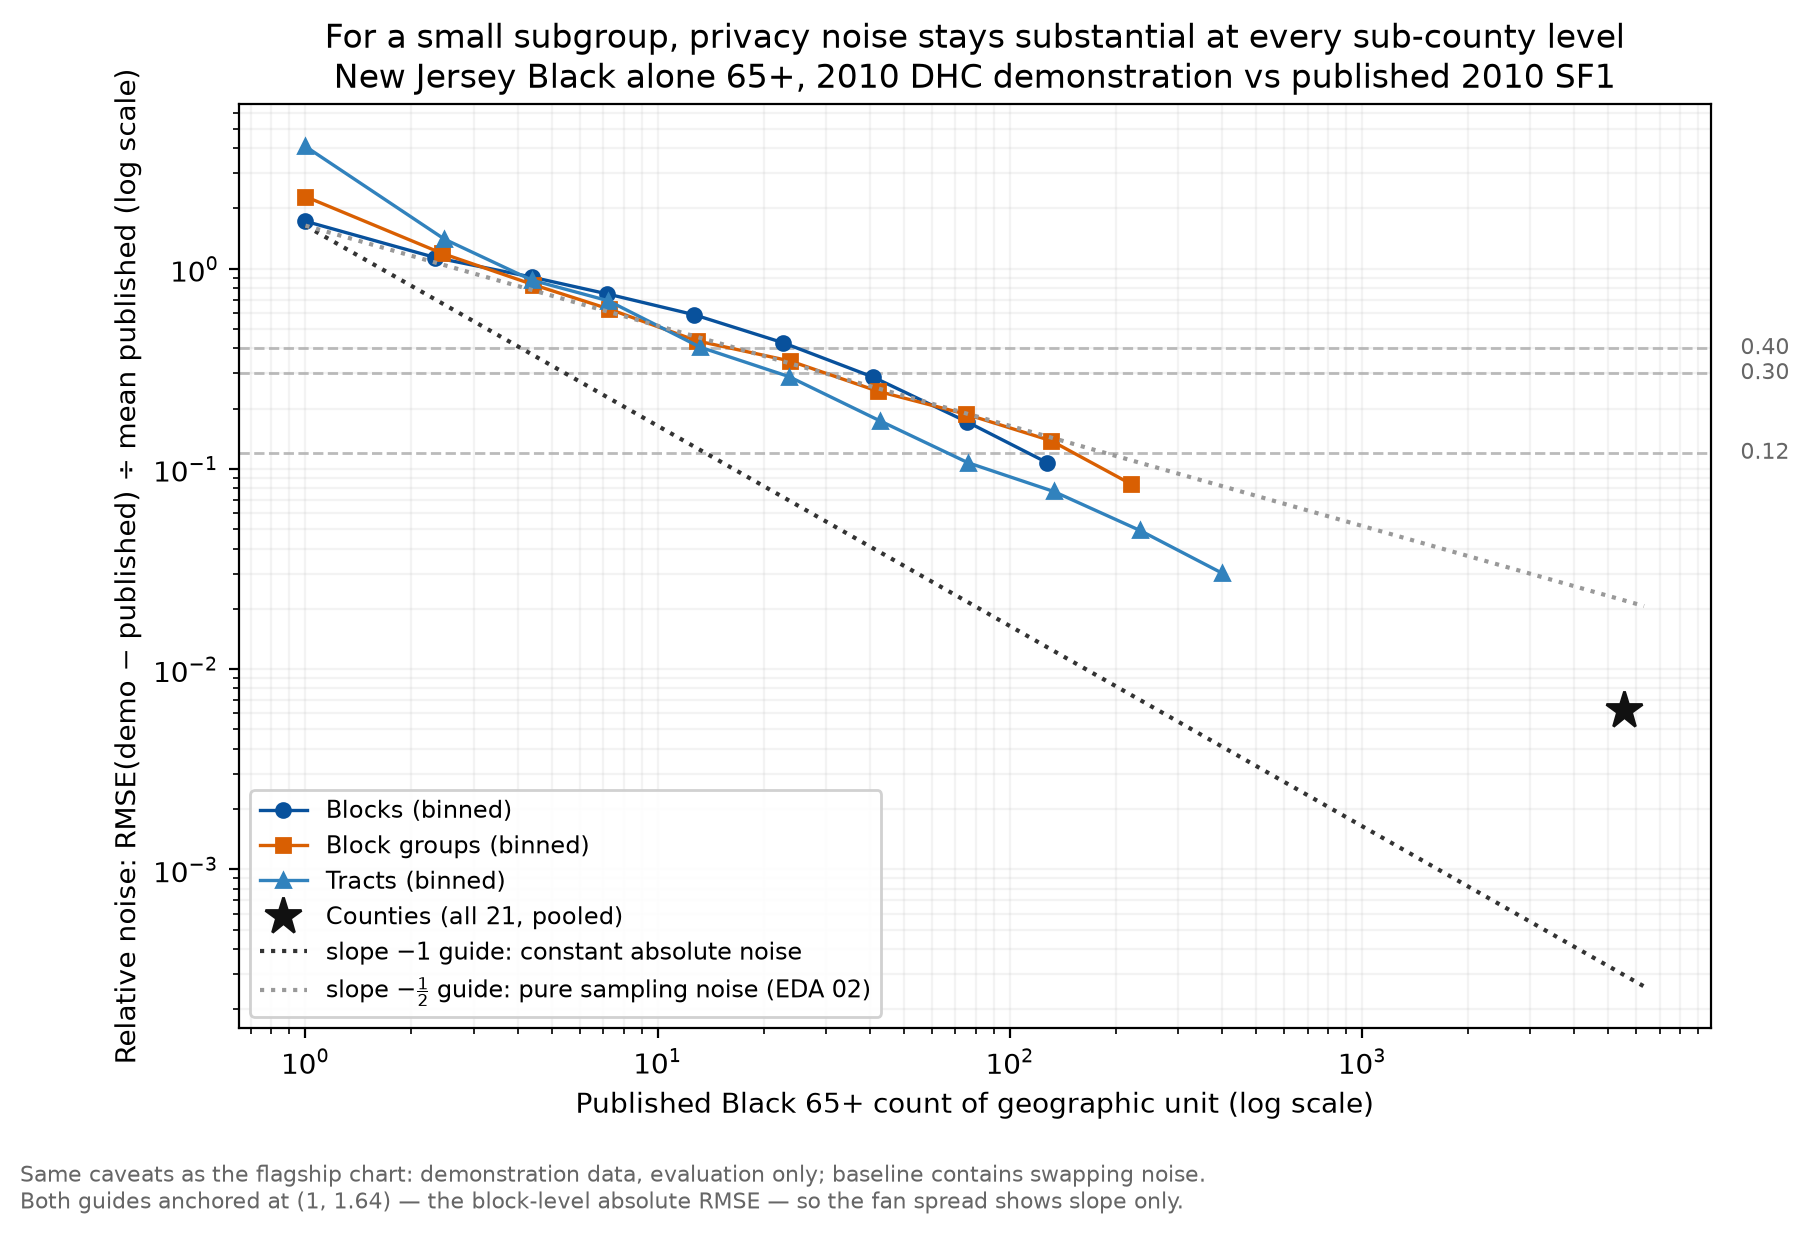 For a small subgroup, privacy noise stays substantial at every sub-county level
New Jersey Black alone 65+, 2010 DHC demonstration vs published 2010 SF1
Relative noise: RMSE(demo − published) ÷ mean published (log scale)
10⁰
10⁻¹
10⁻²
10⁻³
0.40
0.30
0.12
Blocks (binned)
Block groups (binned)
Tracts (binned)
Counties (all 21, pooled)
slope −1 guide: constant absolute noise
slope −½ guide: pure sampling noise (EDA 02)
10⁰ 10¹ 10² 10³
Published Black 65+ count of geographic unit (log scale)
Same caveats as the flagship chart: demonstration data, evaluation only; baseline contains swapping noise.
Both guides anchored at (1, 1.64) — the block-level absolute RMSE — so the fan spread shows slope only.